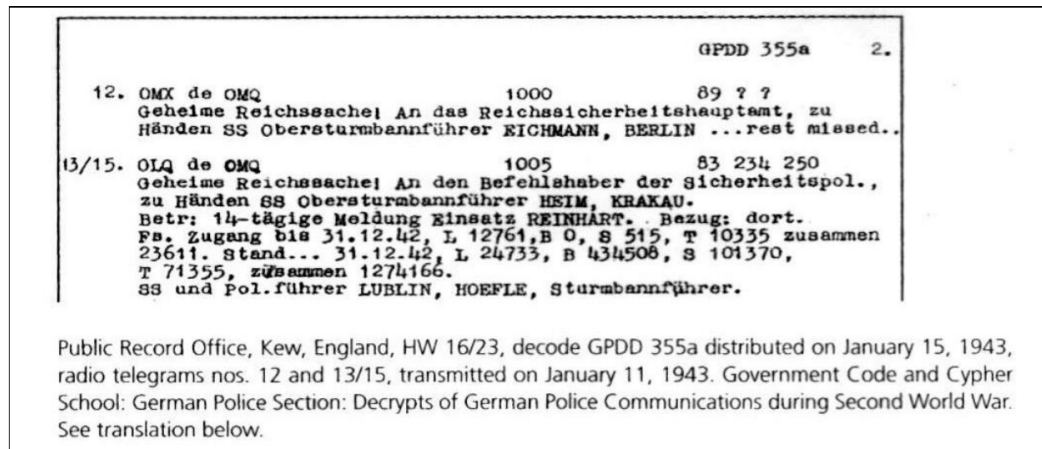 GPDD 355a 2.
12. OMX de OMQ 1000 89 ? ?
Geheime Reichssache! An das Reichssicherheitshauptamt, zu
Händen SS Obersturmbannführer EICHMANN, BERLIN ...rest missed..
13/15. OLQ de OMQ 1005 83 234 250
Geheime Reichssache! An den Befehlshaber der Sicherheitspol.,
zu Händen SS Obersturmbannführer HEIM, KRAKAU.
Betr: 14-tägige Meldung Einsatz REINHART. Bezug: dort.
Fs. Zugang bis 31.12.42, L 12761, B 0, S 515, T 10335 zusammen
23611. Stand... 31.12.42, L 24733, B 434508, S 101370,
T 71355, zusammen 1274166.
SS und Pol.führer LUBLIN, HOEFLE, Sturmbannführer.
Public Record Office, Kew, England, HW 16/23, decode GPDD 355a distributed on January 15, 1943,
radio telegrams nos. 12 and 13/15, transmitted on January 11, 1943. Government Code and Cypher
School: German Police Section: Decrypts of German Police Communications during Second World War.
See translation below.